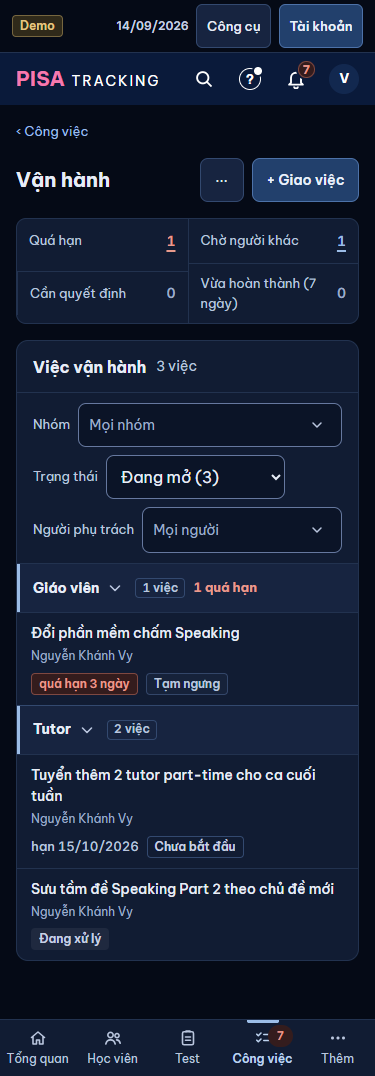 Demo
14/09/2026
Công cụ
Tài khoản
PISA TRACKING
?
7
V
‹ Công việc
Vận hành
...
+ Giao việc
Quá hạn 1
Chờ người khác 1
Cần quyết định 0
Vừa hoàn thành (7
ngày) 0
Việc vận hành 3 việc
Nhóm Mọi nhóm
Trạng thái Đang mở (3)
Người phụ trách Mọi người
Giáo viên 1 việc 1 quá hạn
Đổi phần mềm chấm Speaking
Nguyễn Khánh Vy
quá hạn 3 ngày Tạm ngưng
Tutor 2 việc
Tuyển thêm 2 tutor part-time cho ca cuối
tuần
Nguyễn Khánh Vy
hạn 15/10/2026 Chưa bắt đầu
Sưu tầm đề Speaking Part 2 theo chủ đề mới
Nguyễn Khánh Vy
Đang xử lý
7
Tổng quan Học viên Test Công việc Thêm